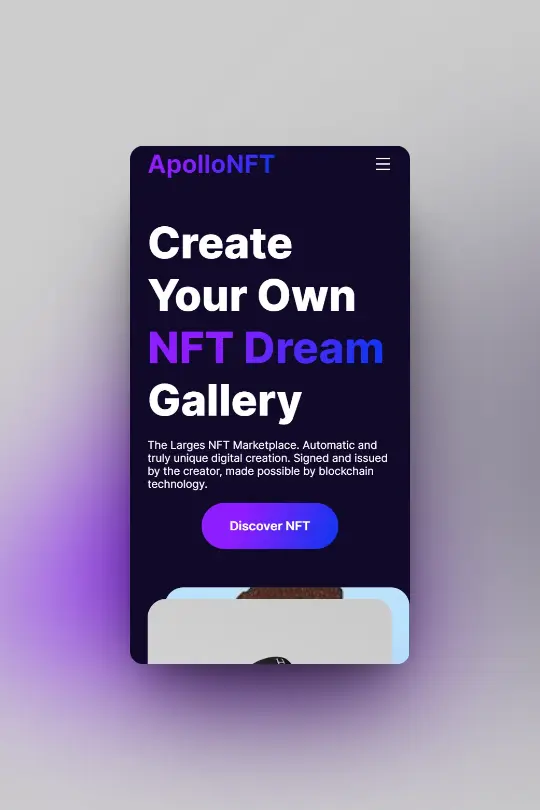 ApolloNFT
Create
Your Own
NFT Dream
Gallery
The Larges NFT Marketplace. Automatic and
truly unique digital creation. Signed and issued
by the creator, made possible by blockchain
technology.
Discover NFT